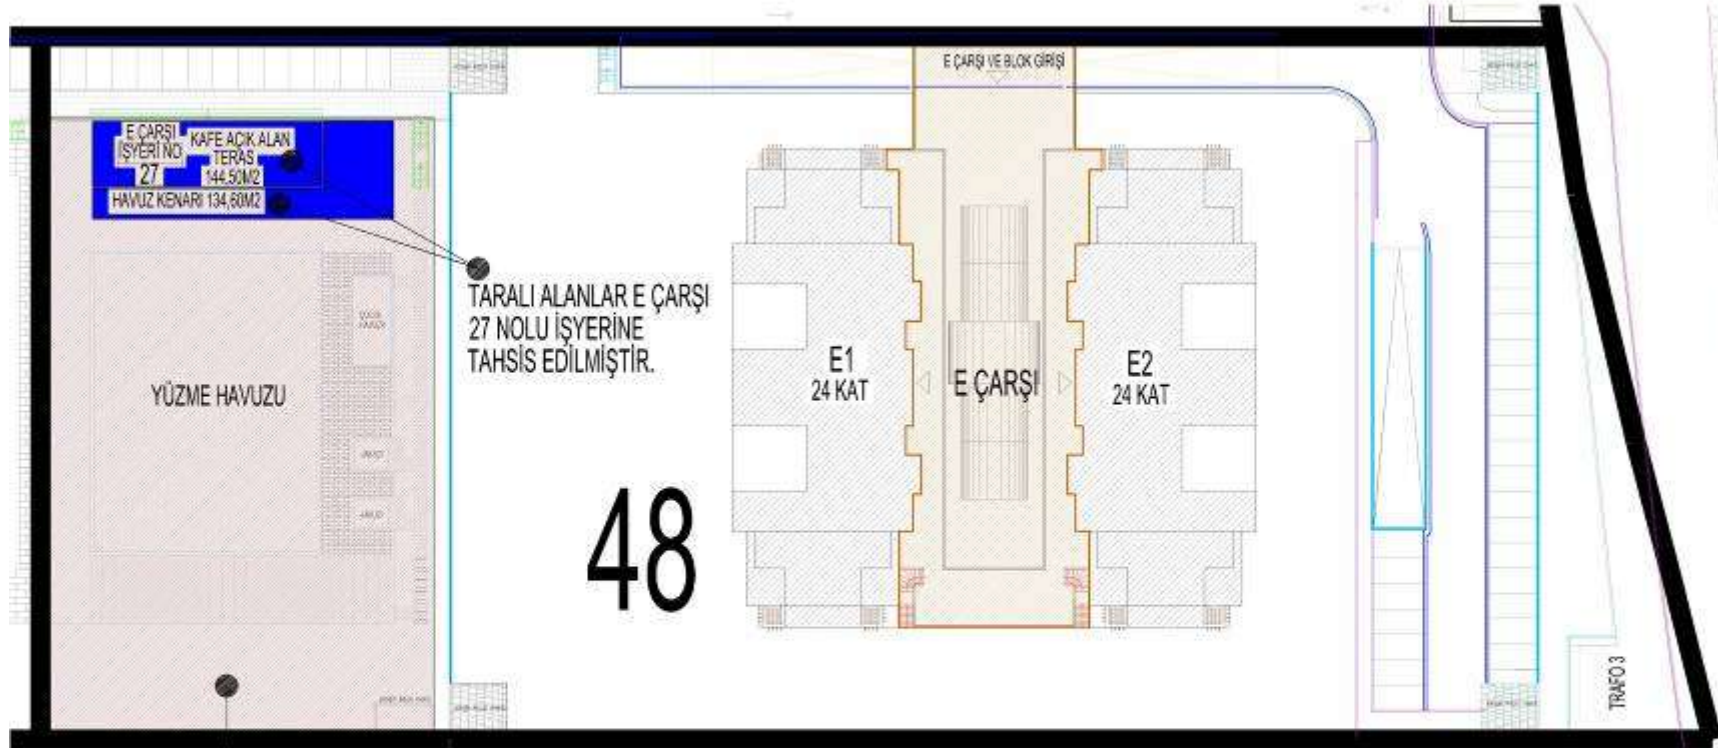 E ÇARŞI VE BLOK GİRİŞİ
E ÇARŞI
İŞYERİ NO
27
KAFE AÇIK ALAN
TERAS
144,50M2
HAVUZ KENARI 134,60M2
TARALI ALANLAR E ÇARŞI
27 NOLU İŞYERİNE
TAHSİS EDİLMİŞTİR.
YÜZME HAVUZU
E1
24 KAT
E ÇARŞI
E2
24 KAT
48
TRAFO 3